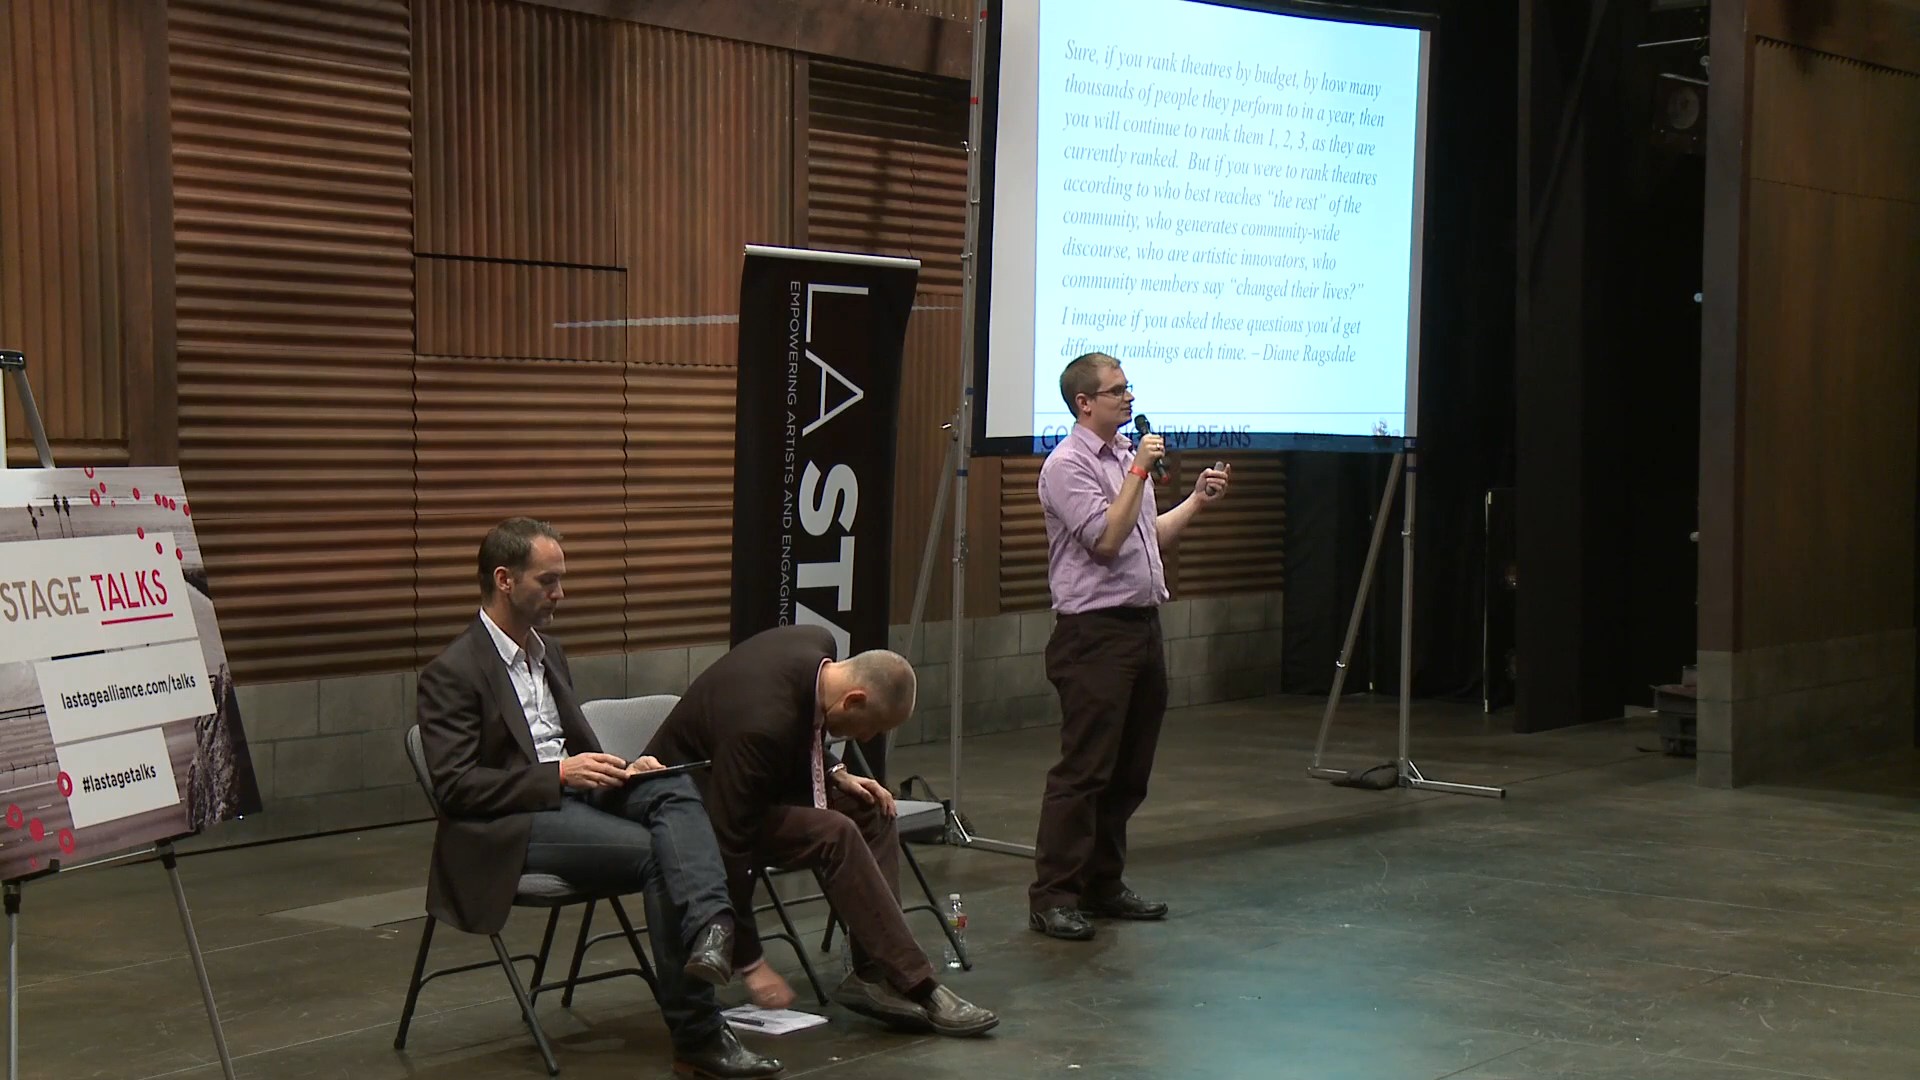 Sure, if you rank theatres by budget, by how many
thousands of people they perform to in a year, then
you will continue to rank them 1, 2, 3, as they are
currently ranked. But if you were to rank theatres
according to who best reaches "the rest" of the
community, who generates community-wide
discourse, who are artistic innovators, who
community members say "changed their lives?"
I imagine if you asked these questions you'd get
different rankings each time. – Diane Ragsdale
NEW BEANS
LA STA
EMPOWERING ARTISTS AND ENGAGING
STAGE TALKS
lastagealliance.com/talks
#lastagetalks